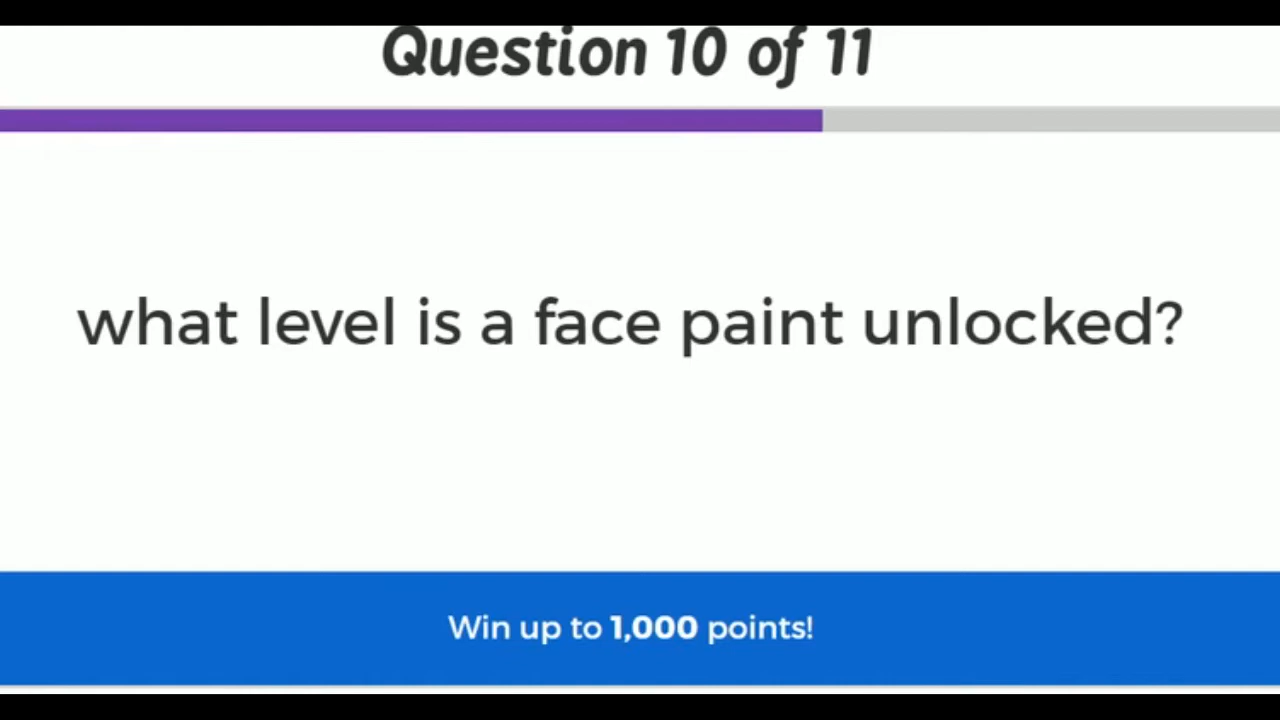 Question 10 of 11
what level is a face paint unlocked?
Win up to 1,000 points!